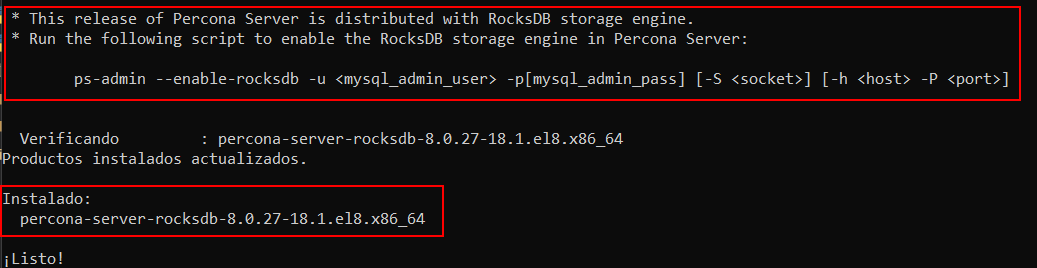 * This release of Percona Server is distributed with RocksDB storage engine.
* Run the following script to enable the RocksDB storage engine in Percona Server:
ps-admin --enable-rocksdb -u <mysql_admin_user> -p[mysql_admin_pass] [-S <socket>] [-h <host> -P <port>]
Verificando : percona-server-rocksdb-8.0.27-18.1.el8.x86_64
Productos instalados actualizados.
Instalado:
percona-server-rocksdb-8.0.27-18.1.el8.x86_64
¡Listo!